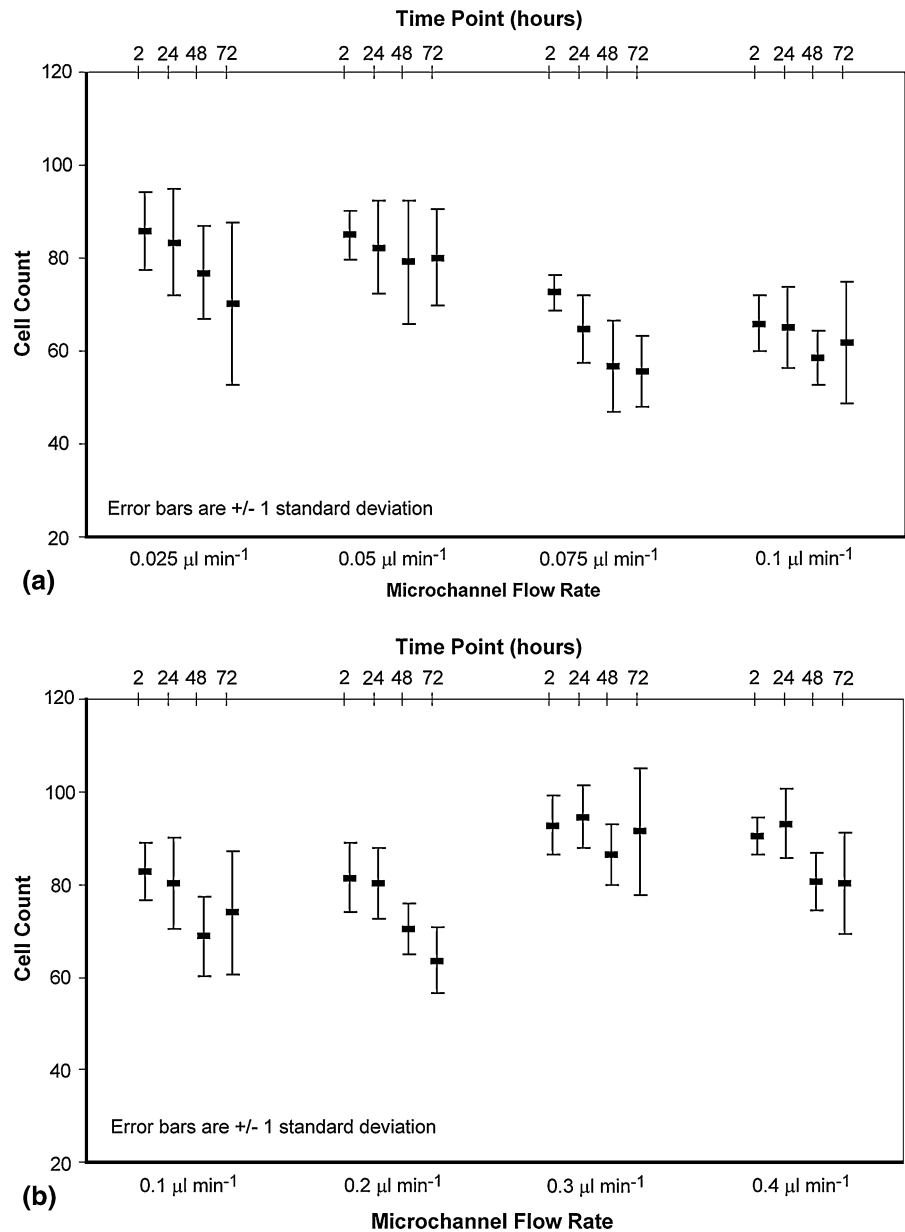 (a)
Time Point (hours)
2 24 48 72 2 24 48 72 2 24 48 72 2 24 48 72
120
100
80
60
40
20
Cell Count
Error bars are +/- 1 standard deviation
0.025 μl min⁻¹ 0.05 μl min⁻¹ 0.075 μl min⁻¹ 0.1 μl min⁻¹
Microchannel Flow Rate
(b)
Time Point (hours)
2 24 48 72 2 24 48 72 2 24 48 72 2 24 48 72
120
100
80
60
40
20
Cell Count
Error bars are +/- 1 standard deviation
0.1 μl min⁻¹ 0.2 μl min⁻¹ 0.3 μl min⁻¹ 0.4 μl min⁻¹
Microchannel Flow Rate